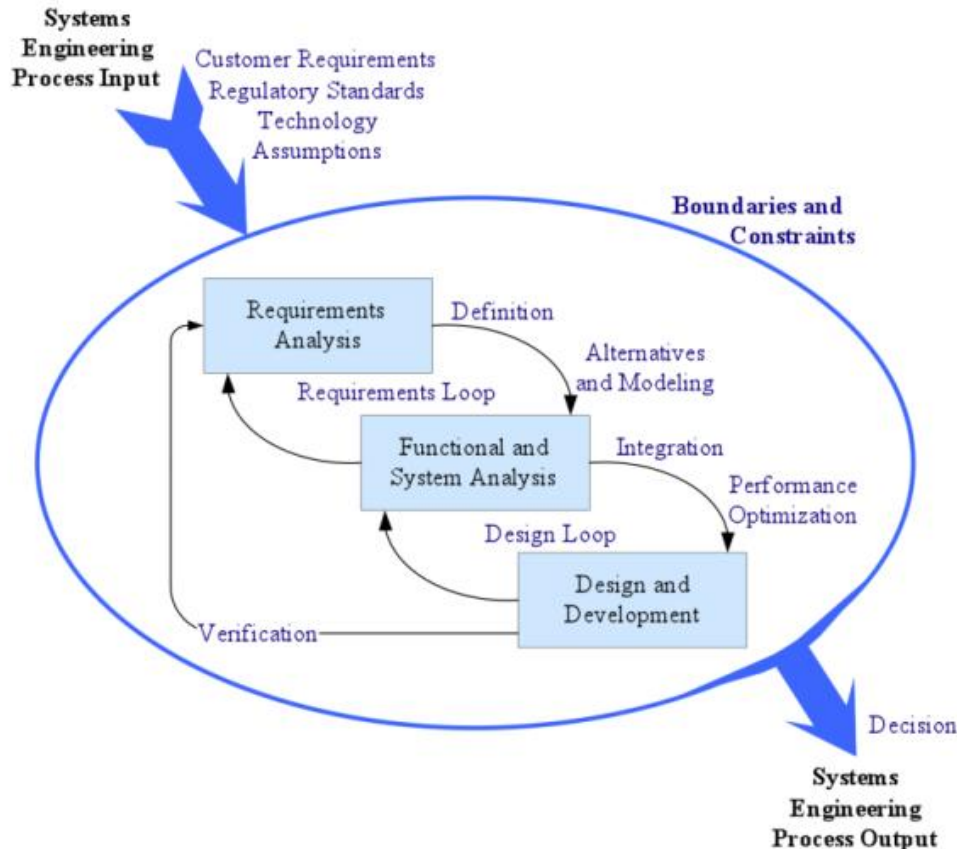 Systems
Engineering
Process Input
Customer Requirements
Regulatory Standards
Technology
Assumptions
Boundaries and
Constraints
Requirements
Analysis
Definition
Alternatives
and Modeling
Requirements Loop
Functional and
System Analysis
Integration
Performance
Optimization
Design Loop
Design and
Development
Verification
Decision
Systems
Engineering
Process Output